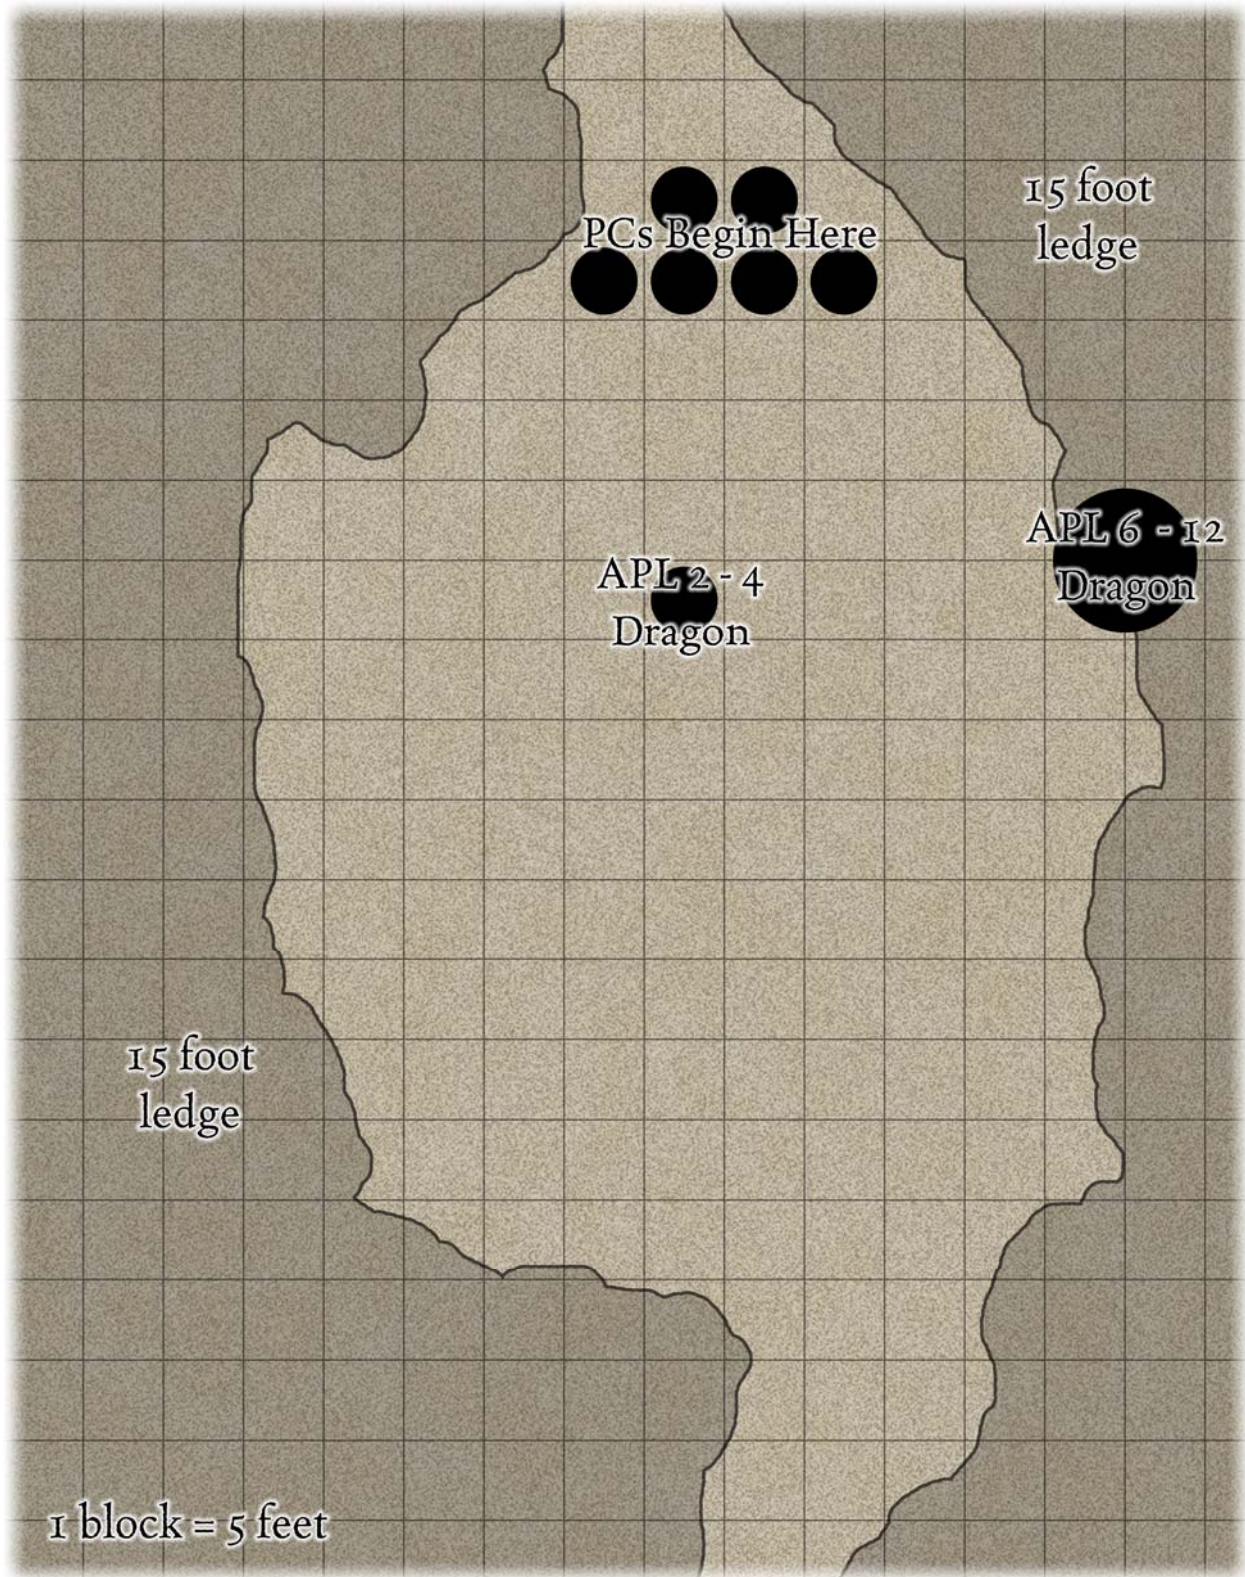 15 foot
ledge
PCs Begin Here
APL 6 - 12
Dragon
APL 2 - 4
Dragon
15 foot
ledge
1 block = 5 feet